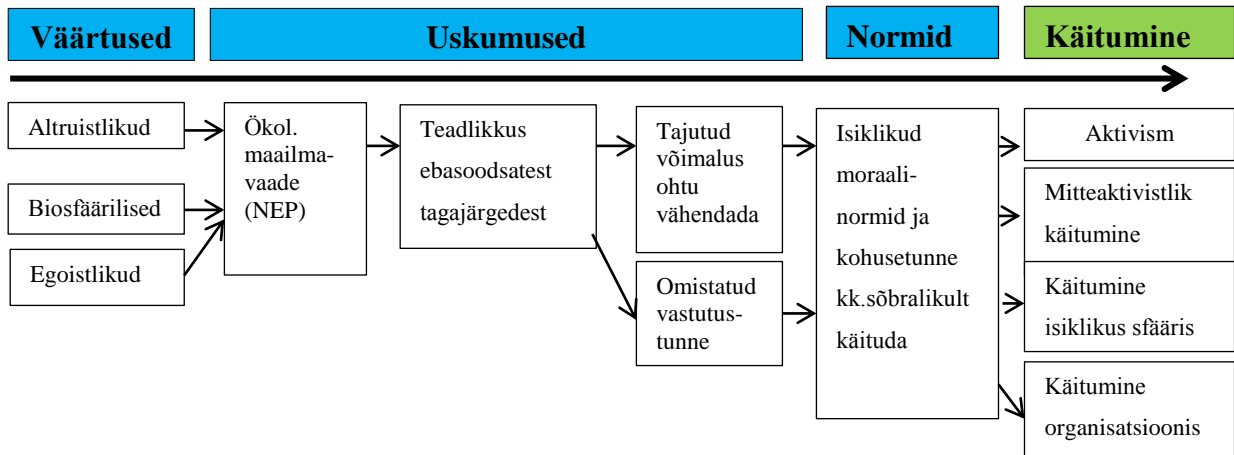 Väärtused
Uskumused
Normid
Käitumine
Altruistlikud
Biosfäärilised
Egoistlikud
Ökol.
maailma-
vaade
(NEP)
Teadlikkus
ebasoodsatest
tagajärgedest
Tajutud
võimalus
ohtu
vähendada
Omistatud
vastutus-
tunne
Isiklikud
moraali-
normid ja
kohusetunne
kk.sõbralikult
käituda
Aktivism
Mitteaktivistlik
käitumine
Käitumine
isiklikus sfääris
Käitumine
organisatsioonis